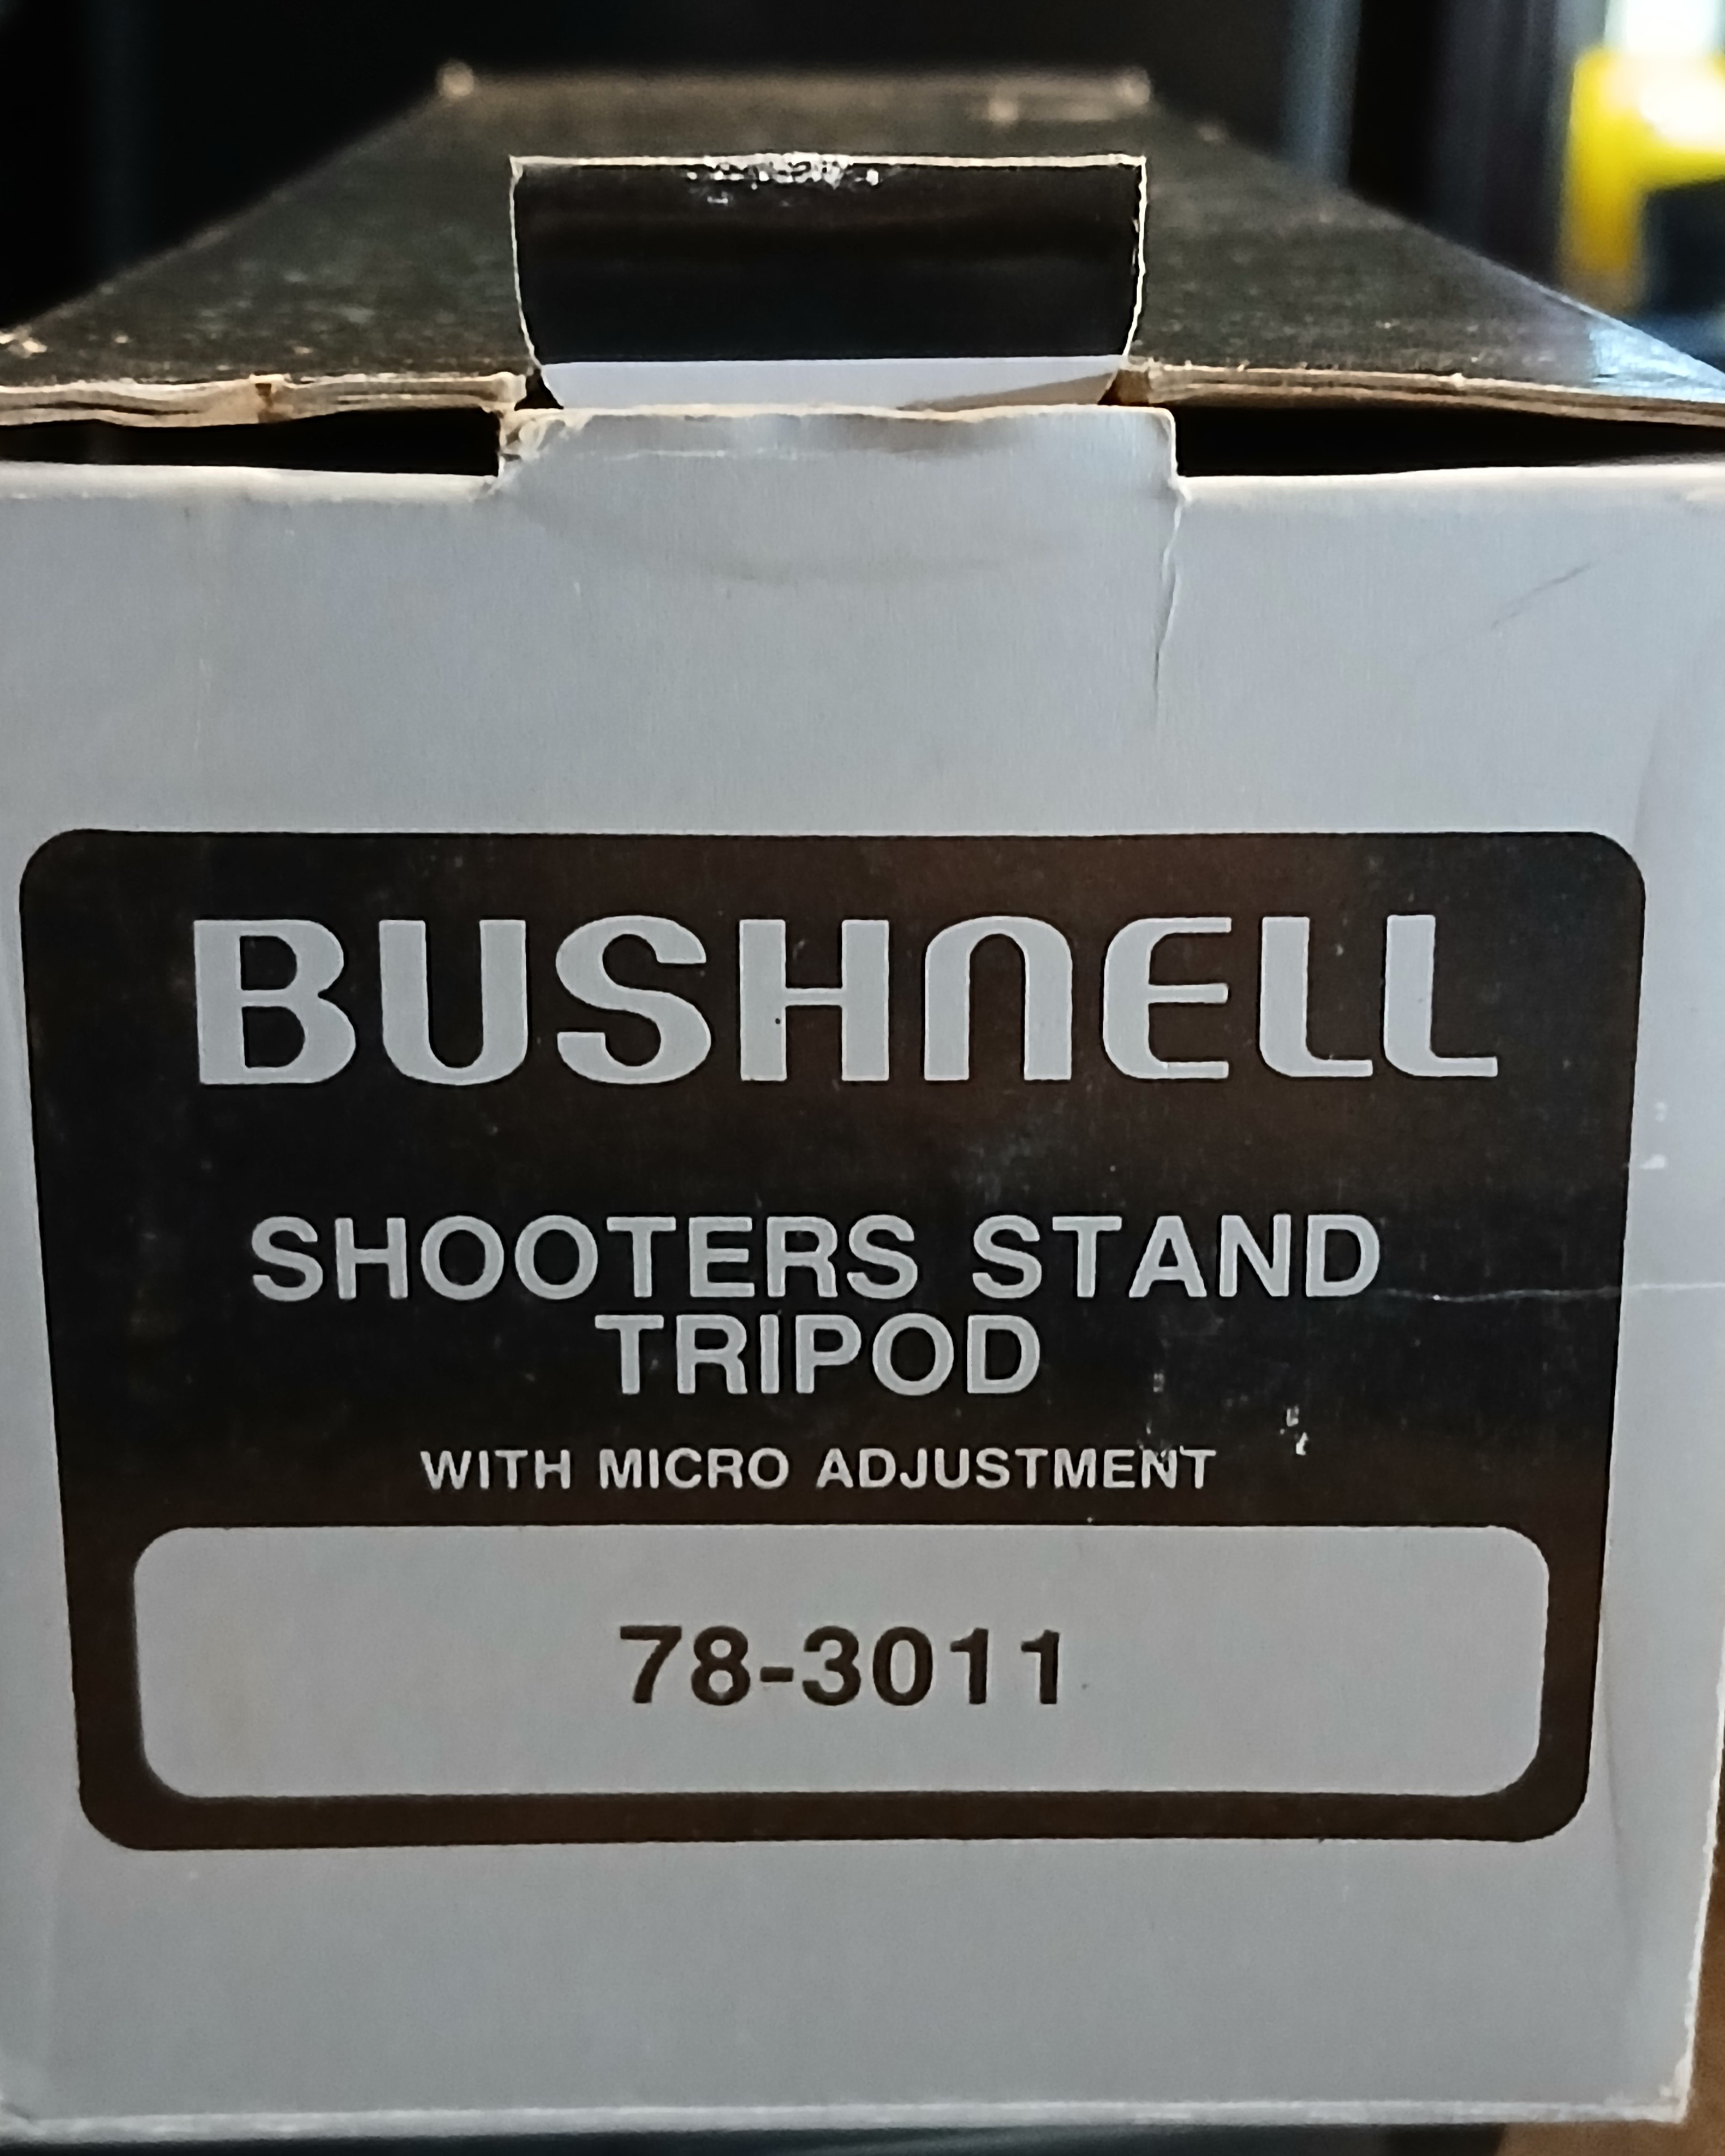 BUSHNELL
SHOOTERS STAND
TRIPOD
WITH MICRO ADJUSTMENT
78-3011